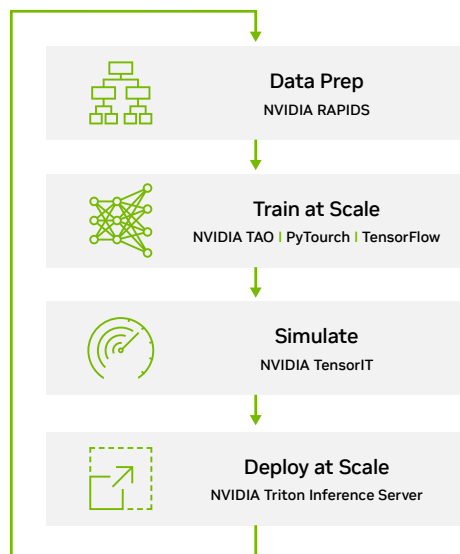 Data Prep
NVIDIA RAPIDS
Train at Scale
NVIDIA TAO | PyTourch | TensorFlow
Simulate
NVIDIA TensorIT
Deploy at Scale
NVIDIA Triton Inference Server